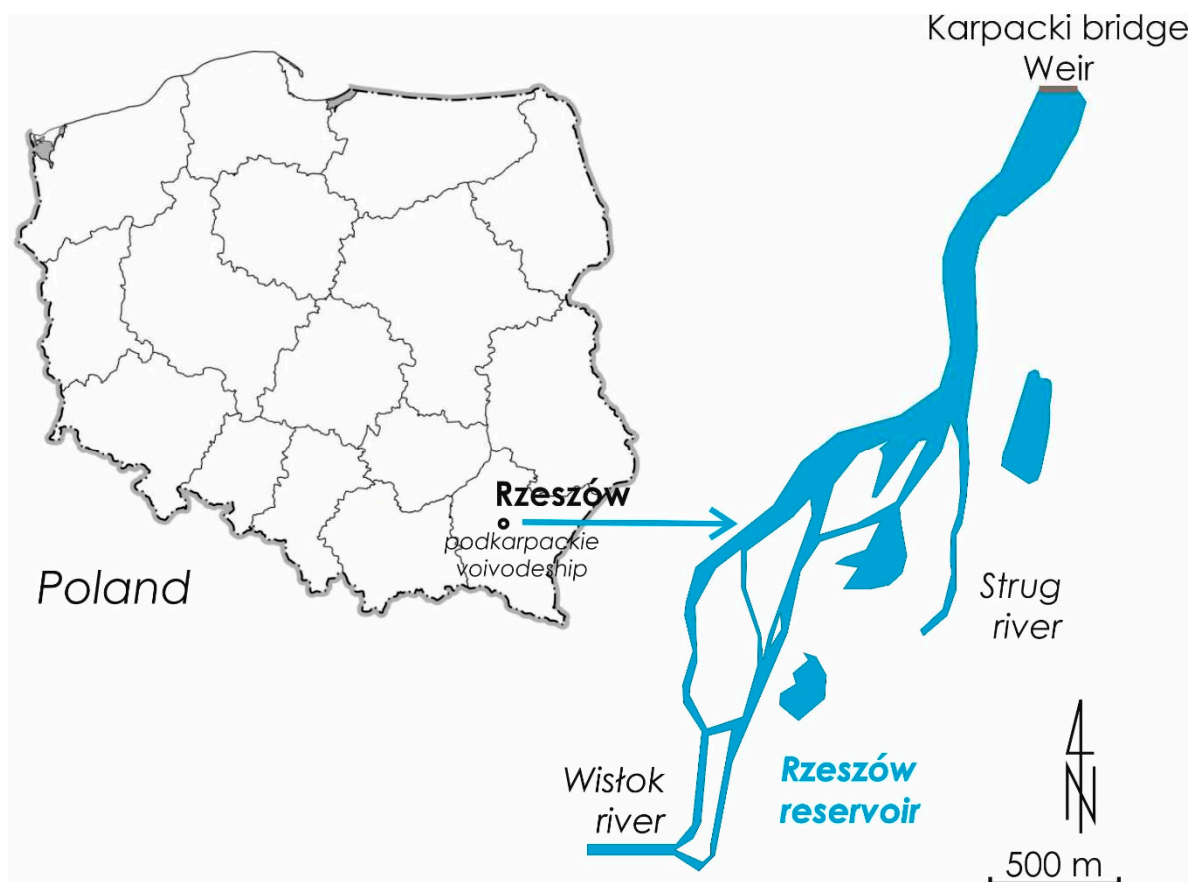 Karpacki bridge
Weir
Rzeszów
podkarpackie
voivodeship
Poland
Strug
river
Wisłok
river
Rzeszów
reservoir
N
500 m